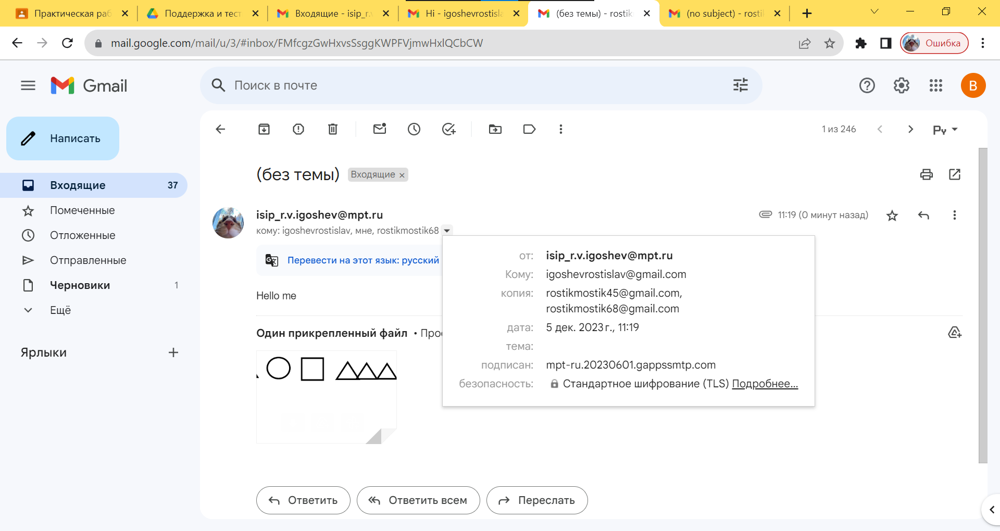 Практическая раб
Поддержка и тест
Входящие - isip_r.v
Hi - igoshevrostisla
(без темы) - rostik
(no subject) - rosti
mail.google.com/mail/u/3/#inbox/FMfcgzGwHxvsSsggKWPFVjmwHxlQCbCW
Ошибка
Gmail
Поиск в почте
B
Написать
1 из 246
Ру
(без темы)
Входящие ×
Входящие 37
Помеченные
Отложенные
Отправленные
Черновики 1
Ещё
Ярлыки
isip_r.v.igoshev@mpt.ru
11:19 (0 минут назад)
кому: igoshevrostislav, мне, rostikmostik68
Перевести на этот язык: русский
Hello me
от: isip_r.v.igoshev@mpt.ru
Кому: igoshevrostislav@gmail.com
копия: rostikmostik45@gmail.com,
rostikmostik68@gmail.com
дата: 5 дек. 2023 г., 11:19
тема:
подписан: mpt-ru.20230601.gappssmtp.com
безопасность: Стандартное шифрование (TLS) Подробнее...
Один прикрепленный файл • Про
Ответить
Ответить всем
Переслать